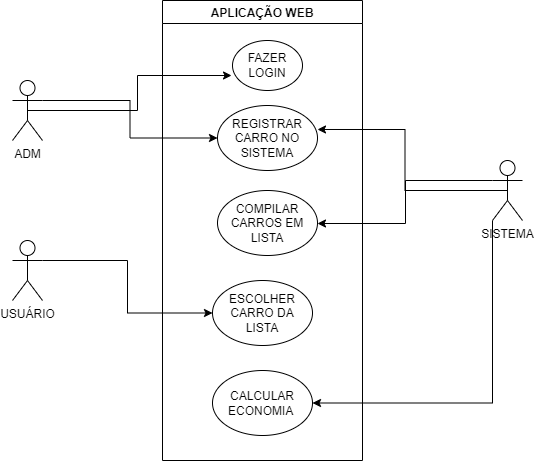 APLICAÇÃO WEB
FAZER
LOGIN
ADM
REGISTRAR
CARRO NO
SISTEMA
COMPILAR
CARROS EM
LISTA
SISTEMA
USUÁRIO
ESCOLHER
CARRO DA
LISTA
CALCULAR
ECONOMIA